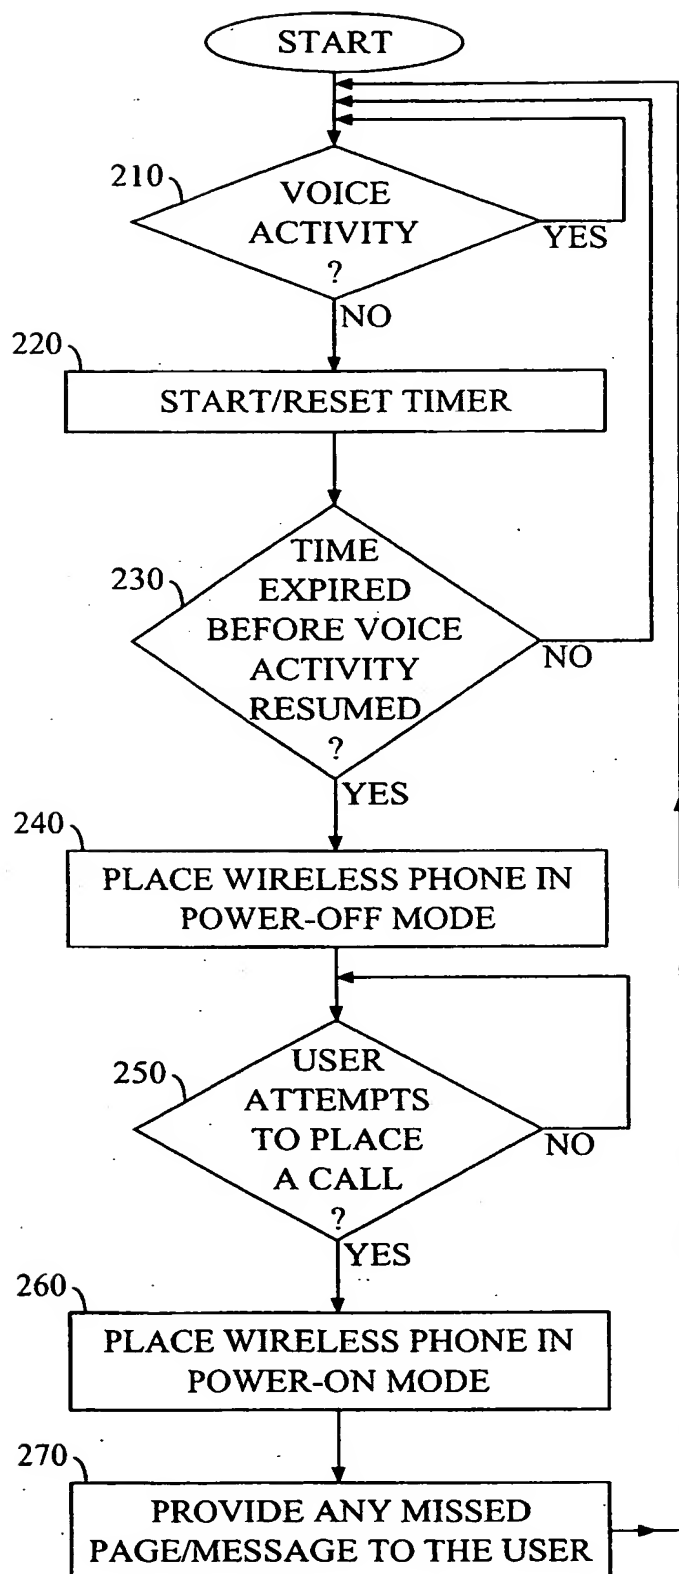 START
210
VOICE
ACTIVITY
?
YES
NO
220
START/RESET TIMER
230
TIME
EXPIRED
BEFORE VOICE
ACTIVITY
RESUMED
?
NO
YES
240
PLACE WIRELESS PHONE IN
POWER-OFF MODE
250
USER
ATTEMPTS
TO PLACE
A CALL
?
NO
YES
260
PLACE WIRELESS PHONE IN
POWER-ON MODE
270
PROVIDE ANY MISSED
PAGE/MESSAGE TO THE USER